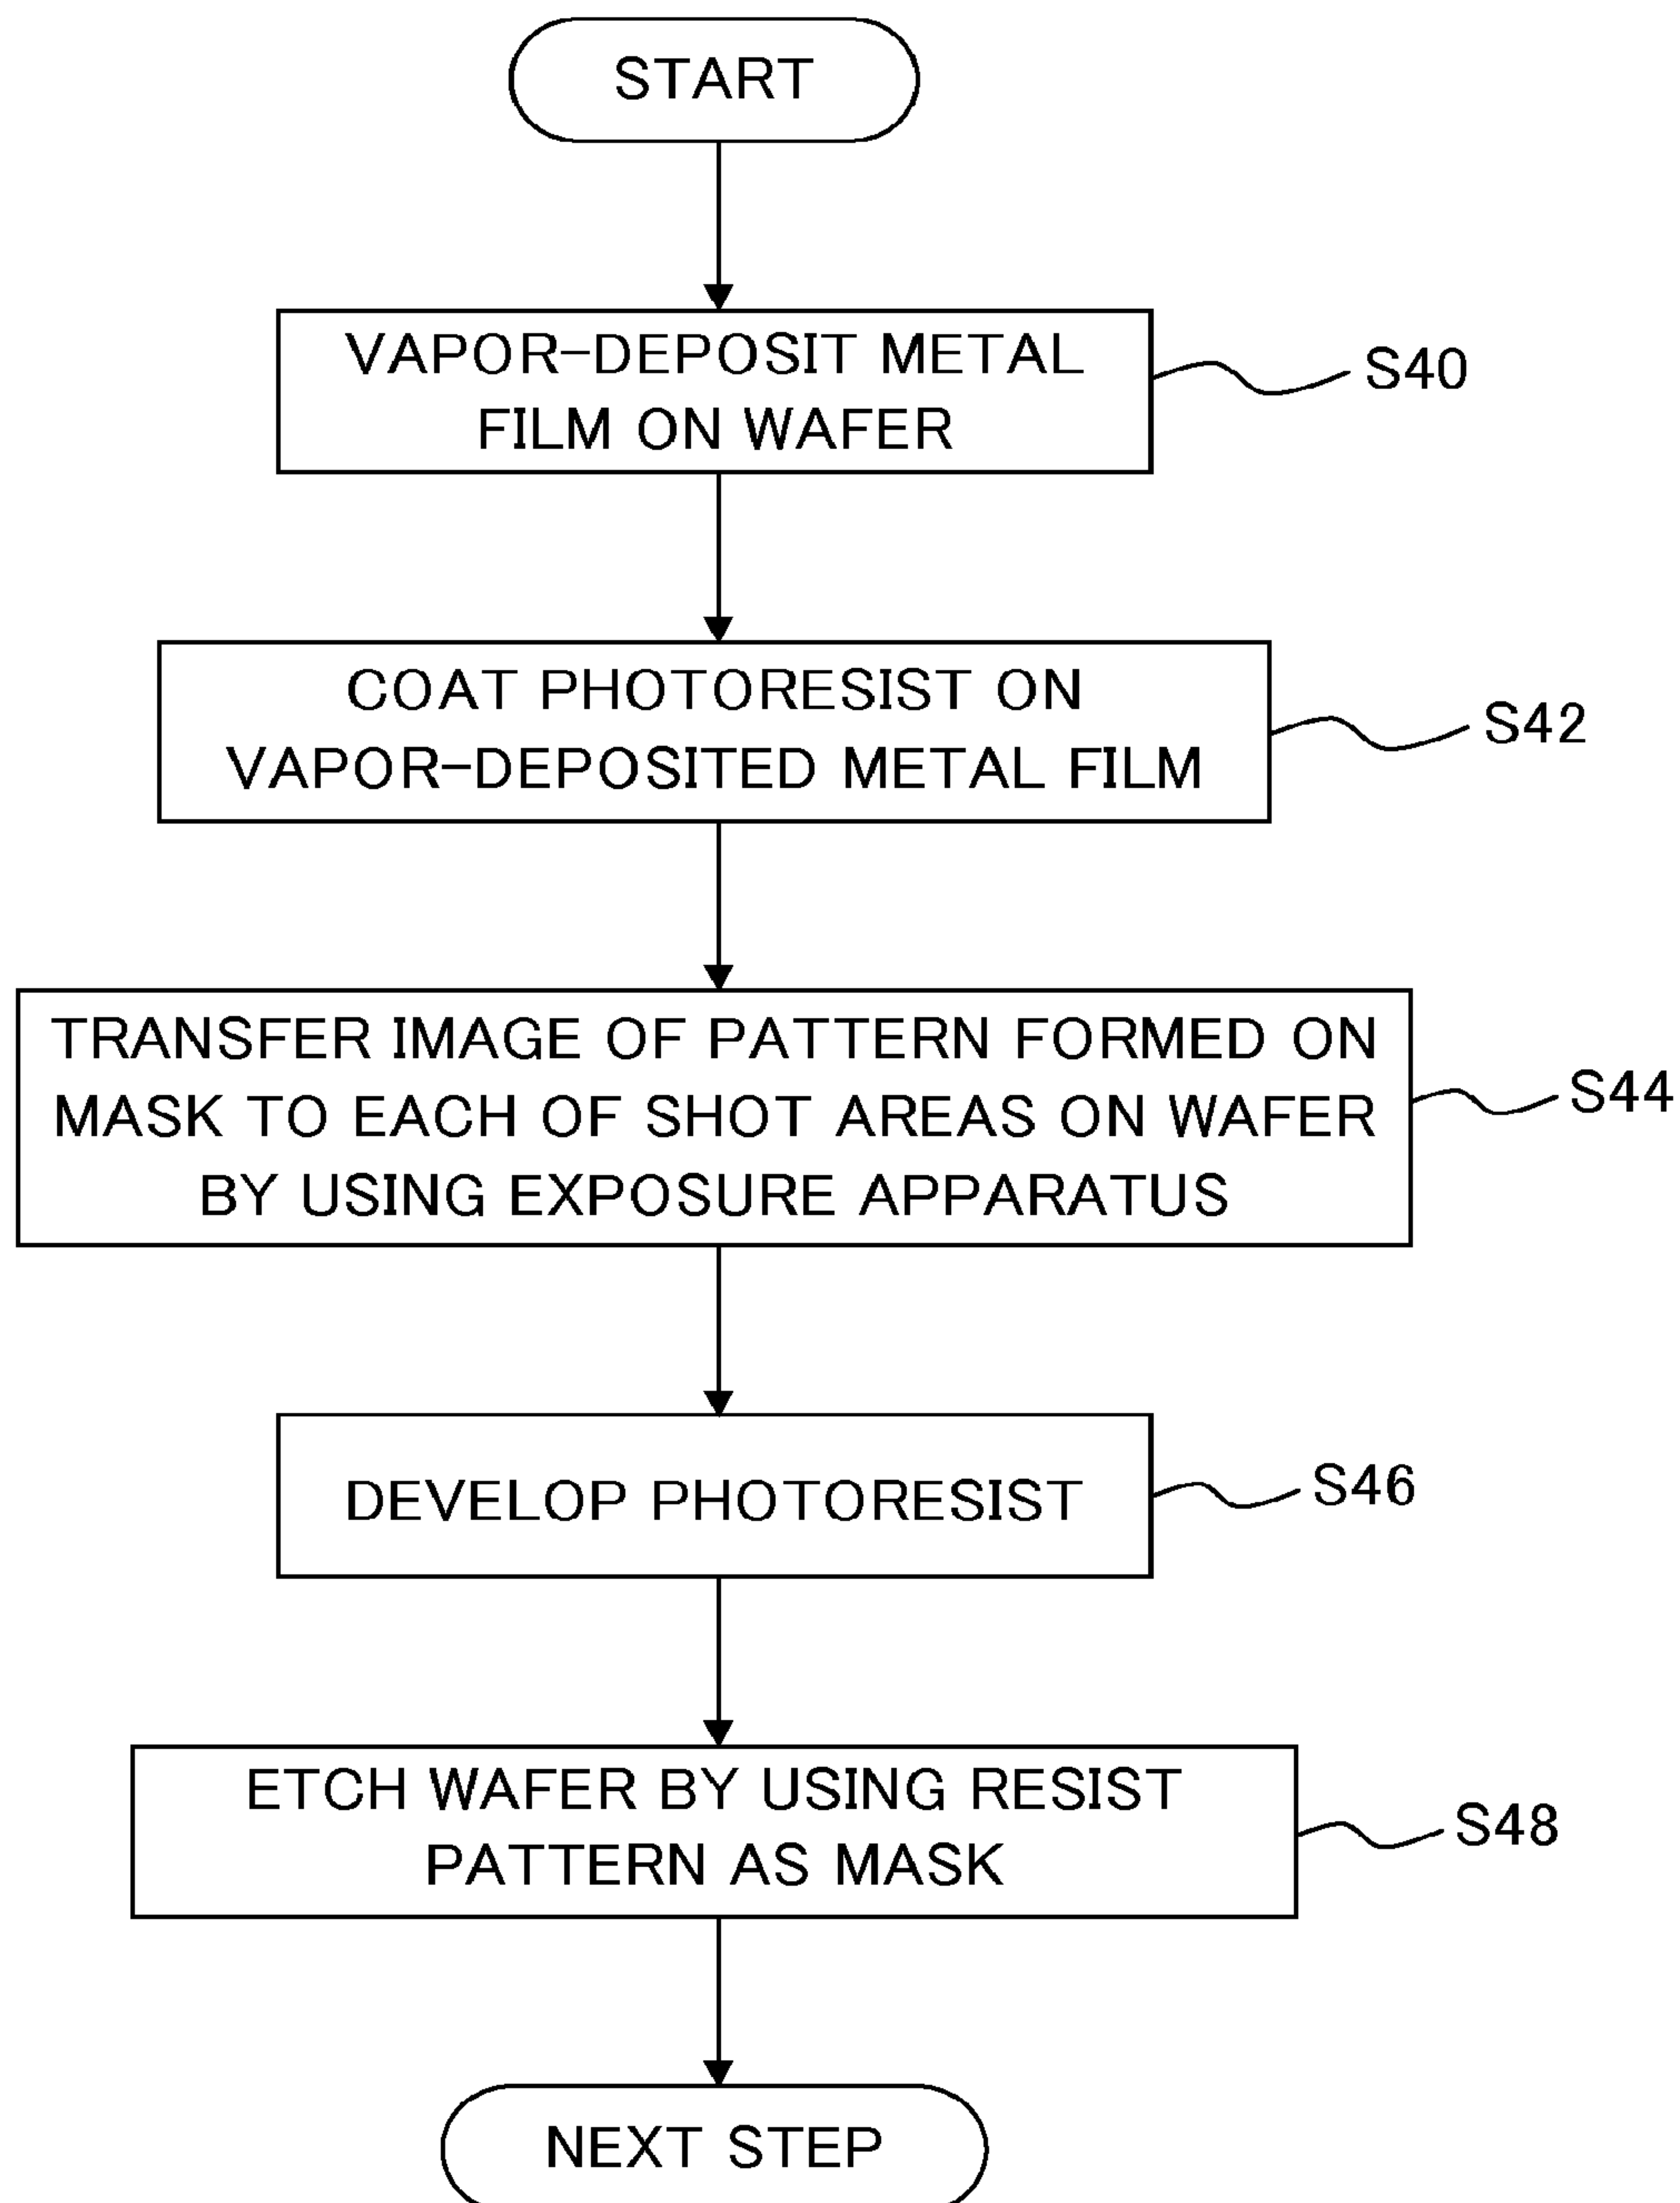 START
VAPOR-DEPOSIT METAL
FILM ON WAFER
S40
COAT PHOTORESIST ON
VAPOR-DEPOSITED METAL FILM
S42
TRANSFER IMAGE OF PATTERN FORMED ON
MASK TO EACH OF SHOT AREAS ON WAFER
BY USING EXPOSURE APPARATUS
S44
DEVELOP PHOTORESIST
S46
ETCH WAFER BY USING RESIST
PATTERN AS MASK
S48
NEXT STEP